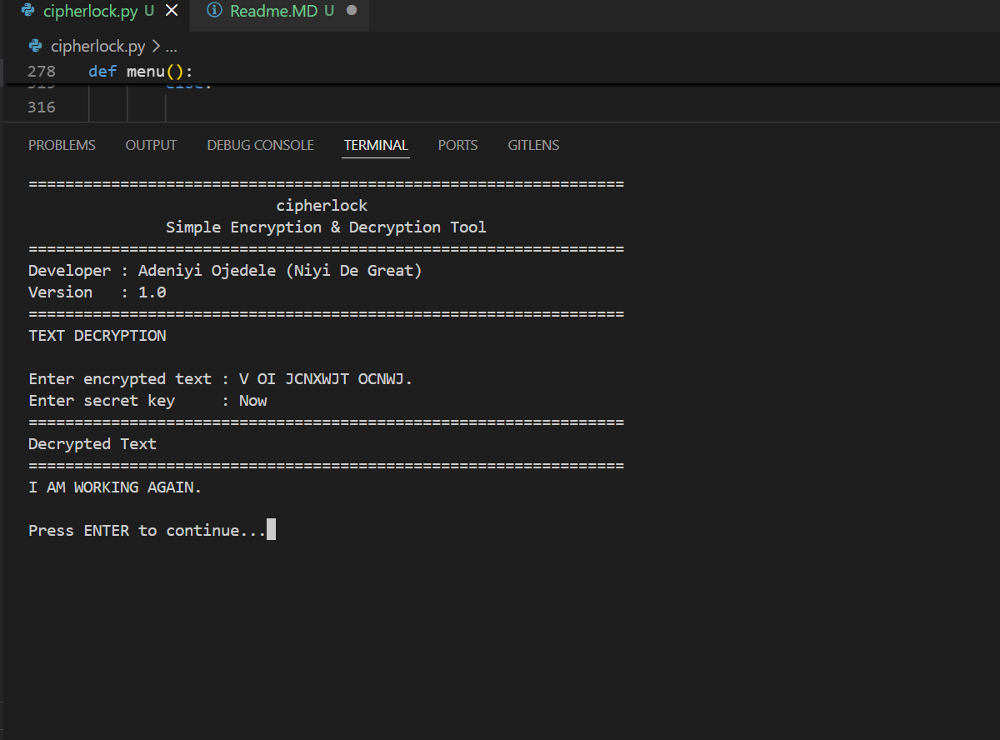 cipherlock.py U Readme.MD U
cipherlock.py > ...
278 def menu():
315 else:
316
PROBLEMS OUTPUT DEBUG CONSOLE TERMINAL PORTS GITLENS
=================================================================
cipherlock
Simple Encryption & Decryption Tool
=================================================================
Developer : Adeniyi Ojedele (Niyi De Great)
Version   : 1.0
=================================================================
TEXT DECRYPTION
Enter encrypted text : V OI JCNXWJT OCNWJ.
Enter secret key     : Now
=================================================================
Decrypted Text
=================================================================
I AM WORKING AGAIN.
Press ENTER to continue...